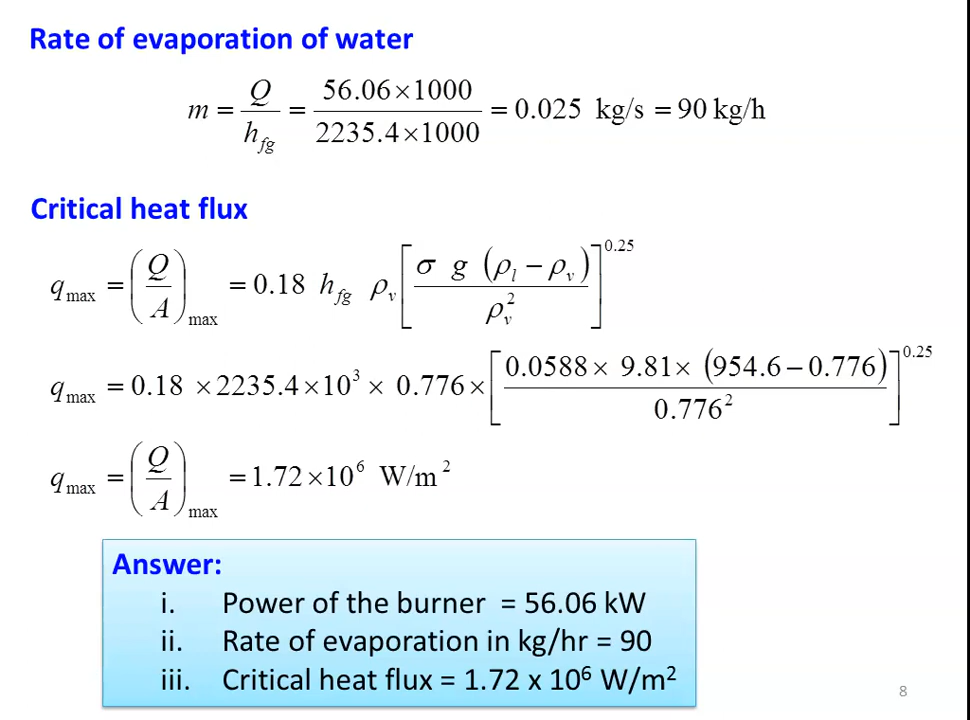 Rate of evaporation of water
m = Q / h_fg = 56.06 × 1000 / 2235.4 × 1000 = 0.025 kg/s = 90 kg/h
Critical heat flux
q_max = (Q / A)_max = 0.18 h_fg ρ_v [σ g (ρ_l − ρ_v) / ρ_v^2]^0.25
q_max = 0.18 × 2235.4 × 10^3 × 0.776 × [0.0588 × 9.81 × (954.6 − 0.776) / 0.776^2]^0.25
q_max = (Q / A)_max = 1.72 × 10^6 W/m^2
Answer:
i. Power of the burner = 56.06 kW
ii. Rate of evaporation in kg/hr = 90
iii. Critical heat flux = 1.72 x 10^6 W/m^2
8